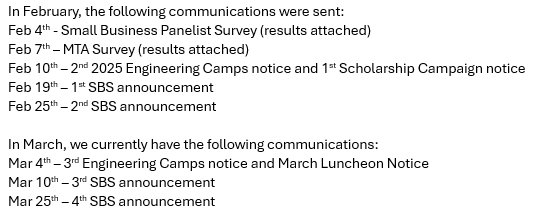 In February, the following communications were sent:
Feb 4th - Small Business Panelist Survey (results attached)
Feb 7th – MTA Survey (results attached)
Feb 10th – 2nd 2025 Engineering Camps notice and 1st Scholarship Campaign notice
Feb 19th – 1st SBS announcement
Feb 25th – 2nd SBS announcement
In March, we currently have the following communications:
Mar 4th – 3rd Engineering Camps notice and March Luncheon Notice
Mar 10th – 3rd SBS announcement
Mar 25th – 4th SBS announcement